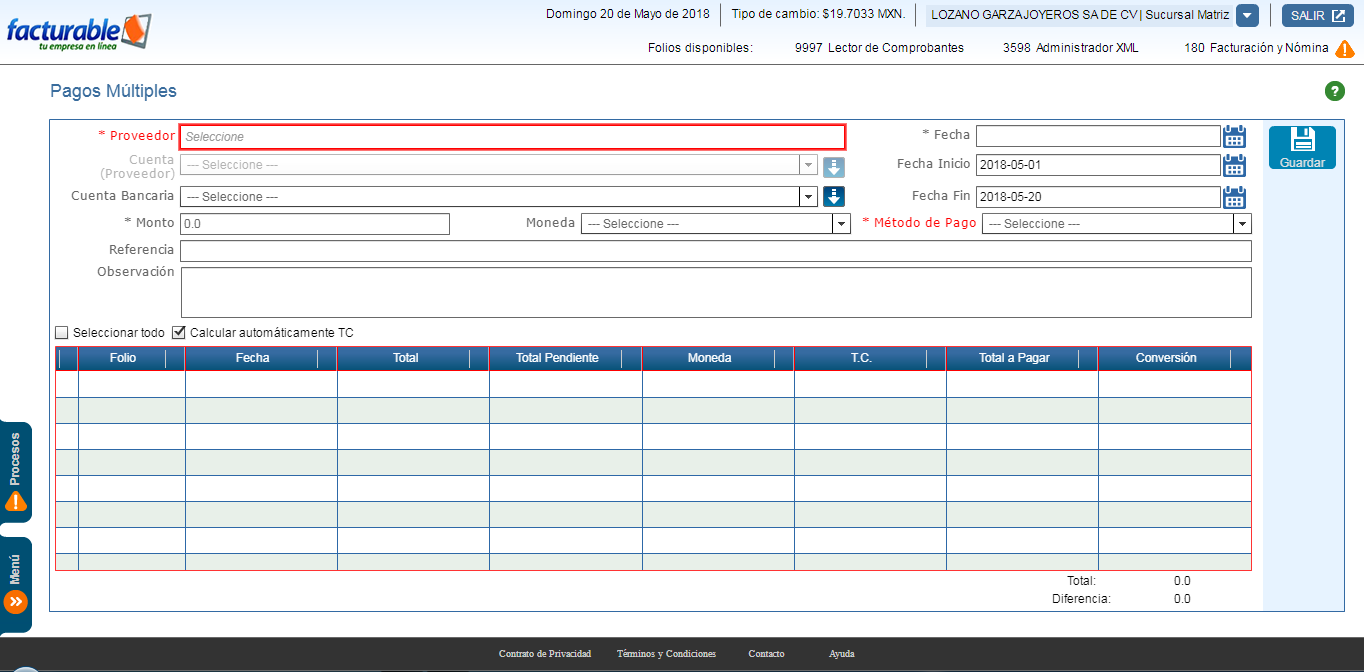 facturable
tu empresa en línea
Domingo 20 de Mayo de 2018 Tipo de cambio: $19.7033 MXN. LOZANO GARZA JOYEROS SA DE CV | Sucursal Matriz SALIR
Folios disponibles: 9997 Lector de Comprobantes 3598 Administrador XML 180 Facturación y Nómina
Pagos Múltiples ?
* Proveedor Seleccione * Fecha
Guardar
Cuenta (Proveedor) --- Seleccione --- Fecha Inicio 2018-05-01
Cuenta Bancaria --- Seleccione --- Fecha Fin 2018-05-20
* Monto 0.0 Moneda --- Seleccione --- * Método de Pago --- Seleccione ---
Referencia
Observación
Seleccionar todo Calcular automáticamente TC
Folio Fecha Total Total Pendiente Moneda T.C. Total a Pagar Conversión
Procesos
Menú
Total: 0.0
Diferencia: 0.0
Contrato de Privacidad Términos y Condiciones Contacto Ayuda